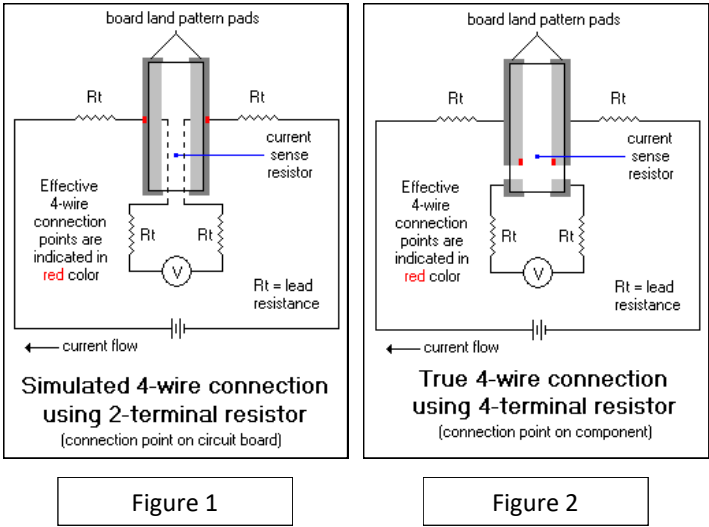 board land pattern pads
Rt
Rt
current
sense
resistor
Effective
4-wire
connection
points are
indicated in
red color
Rt
Rt
V
Rt = lead
resistance
current flow
Simulated 4-wire connection
using 2-terminal resistor
(connection point on circuit board)
Figure 1
board land pattern pads
Rt
Rt
current
sense
resistor
Effective
4-wire
connection
points are
indicated in
red color
Rt
Rt
V
Rt = lead
resistance
current flow
True 4-wire connection
using 4-terminal resistor
(connection point on component)
Figure 2